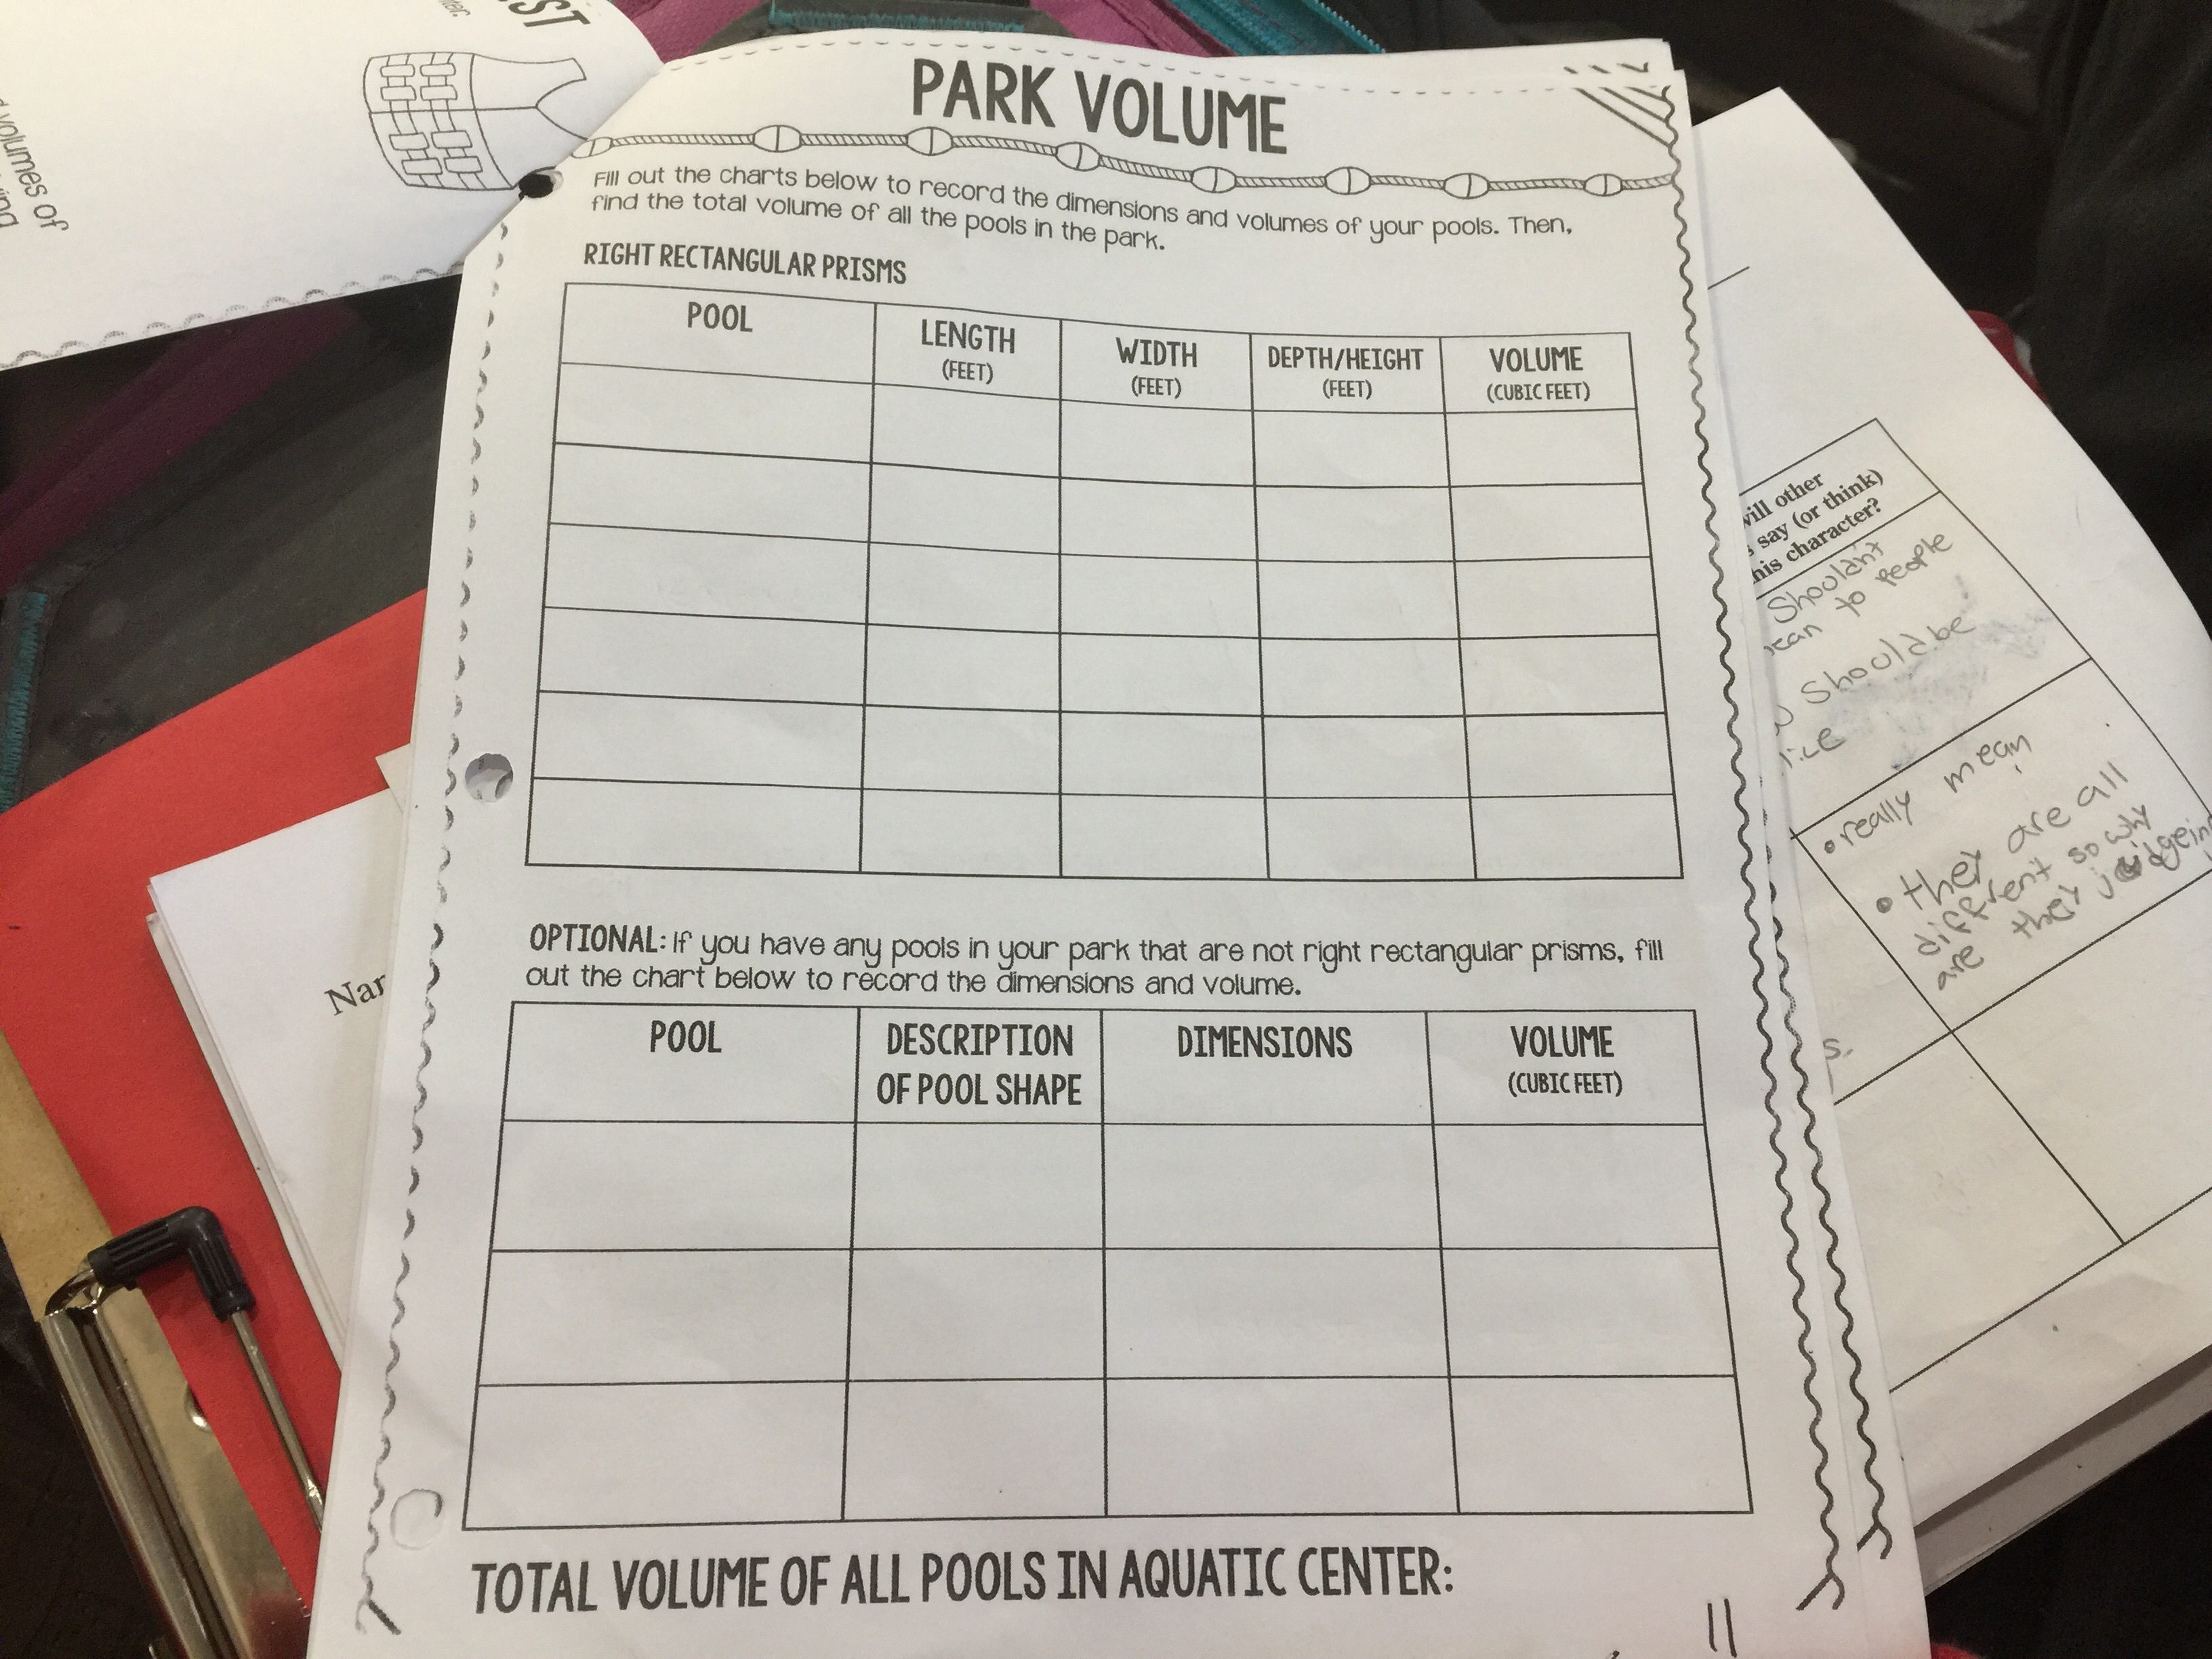 PARK VOLUME
Fill out the charts below to record the dimensions and volumes of your pools. Then,
find the total volume of all the pools in the park.
RIGHT RECTANGULAR PRISMS
POOL LENGTH (FEET) WIDTH (FEET) DEPTH/HEIGHT (FEET) VOLUME (CUBIC FEET)
OPTIONAL: If you have any pools in your park that are not right rectangular prisms, fill
out the chart below to record the dimensions and volume.
POOL DESCRIPTION OF POOL SHAPE DIMENSIONS VOLUME (CUBIC FEET)
TOTAL VOLUME OF ALL POOLS IN AQUATIC CENTER:
volumes of
Nar
other
say (or think)
his character?
Shouldn't
to people
Should be
• really mean
• they are all
diffrent so why
are they
s.